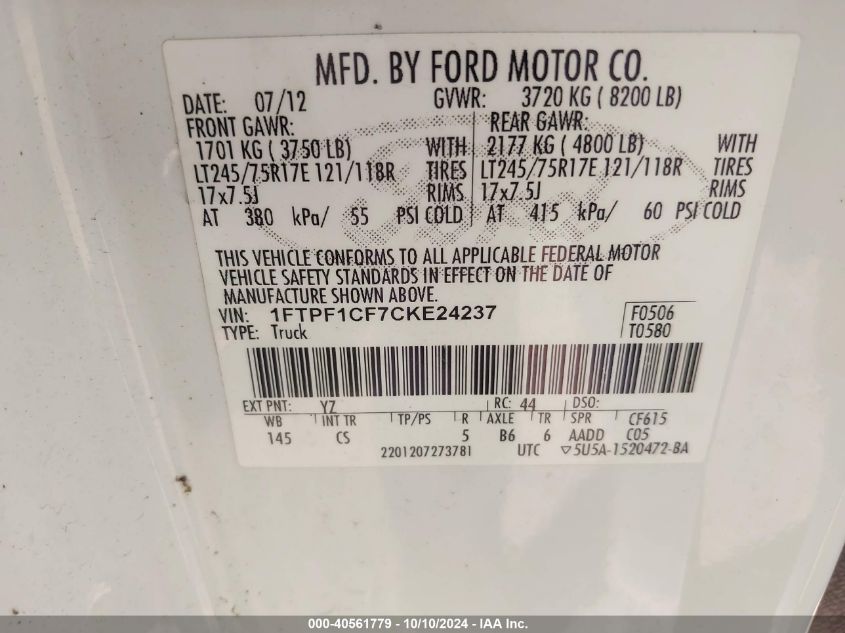 MFD. BY FORD MOTOR CO.
DATE: 07/12 GVWR: 3720 KG ( 8200 LB)
FRONT GAWR: REAR GAWR:
1701 KG ( 3750 LB) WITH 2177 KG ( 4800 LB) WITH
LT245/75R17E 121/118R TIRES LT245/75R17E 121/118R TIRES
17x7.5J RIMS 17x7.5J RIMS
AT 380 kPa/ 55 PSI COLD AT 415 kPa/ 60 PSI COLD
THIS VEHICLE CONFORMS TO ALL APPLICABLE FEDERAL MOTOR
VEHICLE SAFETY STANDARDS IN EFFECT ON THE DATE OF
MANUFACTURE SHOWN ABOVE.
VIN: 1FTPF1CF7CKE24237 F0506
TYPE: Truck T0580
EXT PNT: YZ RC: 44 DSO:
WB INT TR TP/PS R AXLE TR SPR CF615
145 CS 5 B6 6 AADD C05
2201207273781 UTC ▽5U5A-1520472-BA
000-40561779 - 10/10/2024 - IAA Inc.